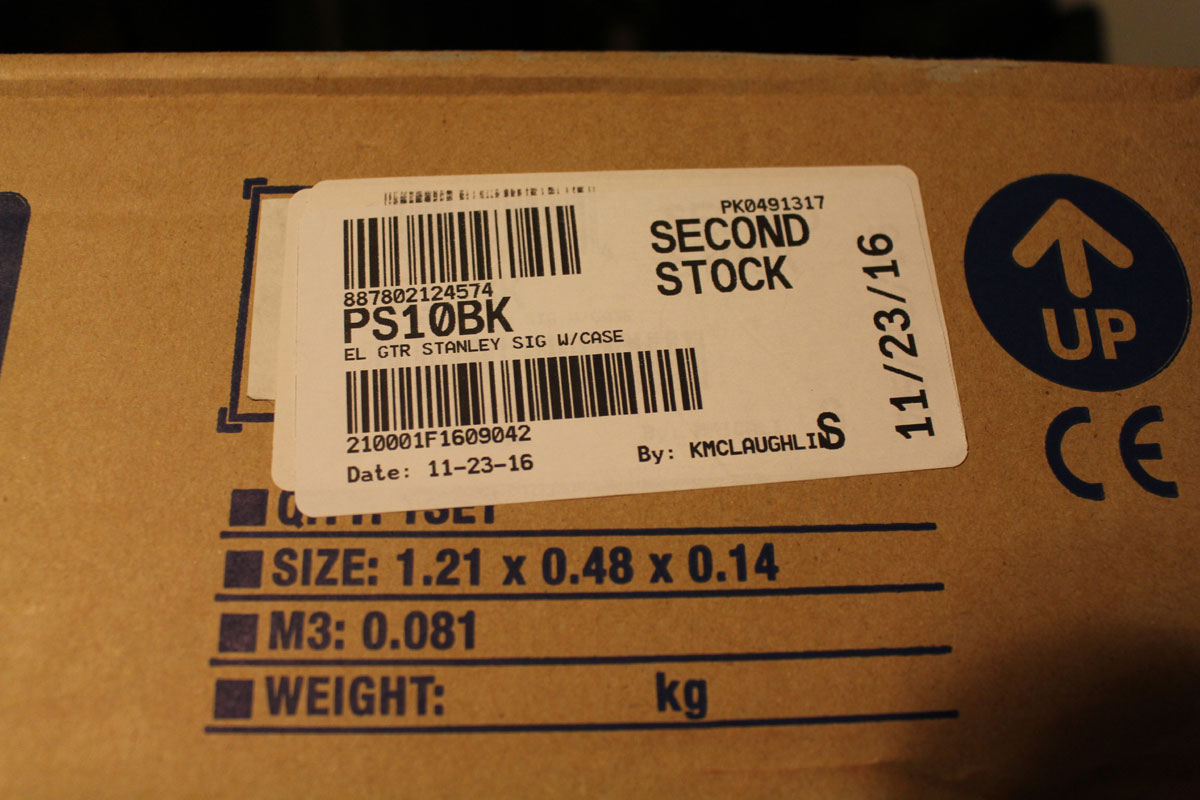 PK0491317
SECOND
STOCK
887802124574
PS10BK
EL GTR STANLEY SIG W/CASE
210001F1609042
Date: 11-23-16
By: KMCLAUGHLIN
S
11/23/16
UP
CE
1SET
SIZE: 1.21 x 0.48 x 0.14
M3: 0.081
WEIGHT: kg